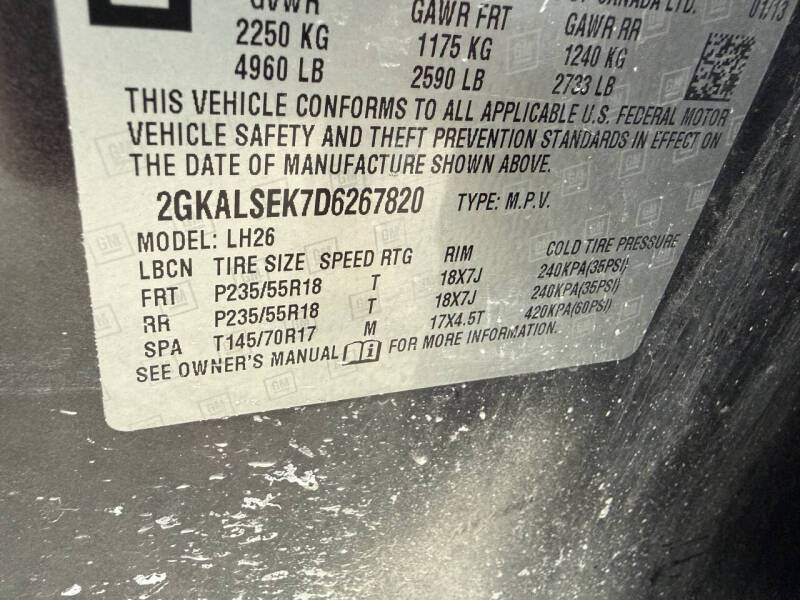 GVWR GAWR FRT GAWR RR
2250 KG 1175 KG 1240 KG
4960 LB 2590 LB 2733 LB
CANADA LTD. 01/13
THIS VEHICLE CONFORMS TO ALL APPLICABLE U.S. FEDERAL MOTOR
VEHICLE SAFETY AND THEFT PREVENTION STANDARDS IN EFFECT ON
THE DATE OF MANUFACTURE SHOWN ABOVE.
2GKALSEK7D6267820 TYPE: M.P.V.
MODEL: LH26
LBCN TIRE SIZE SPEED RTG RIM COLD TIRE PRESSURE
FRT P235/55R18 T 18X7J 240KPA(35PSI)
RR P235/55R18 T 18X7J 240KPA(35PSI)
SPA T145/70R17 M 17X4.5T 420KPA(60PSI)
SEE OWNER'S MANUAL FOR MORE INFORMATION.